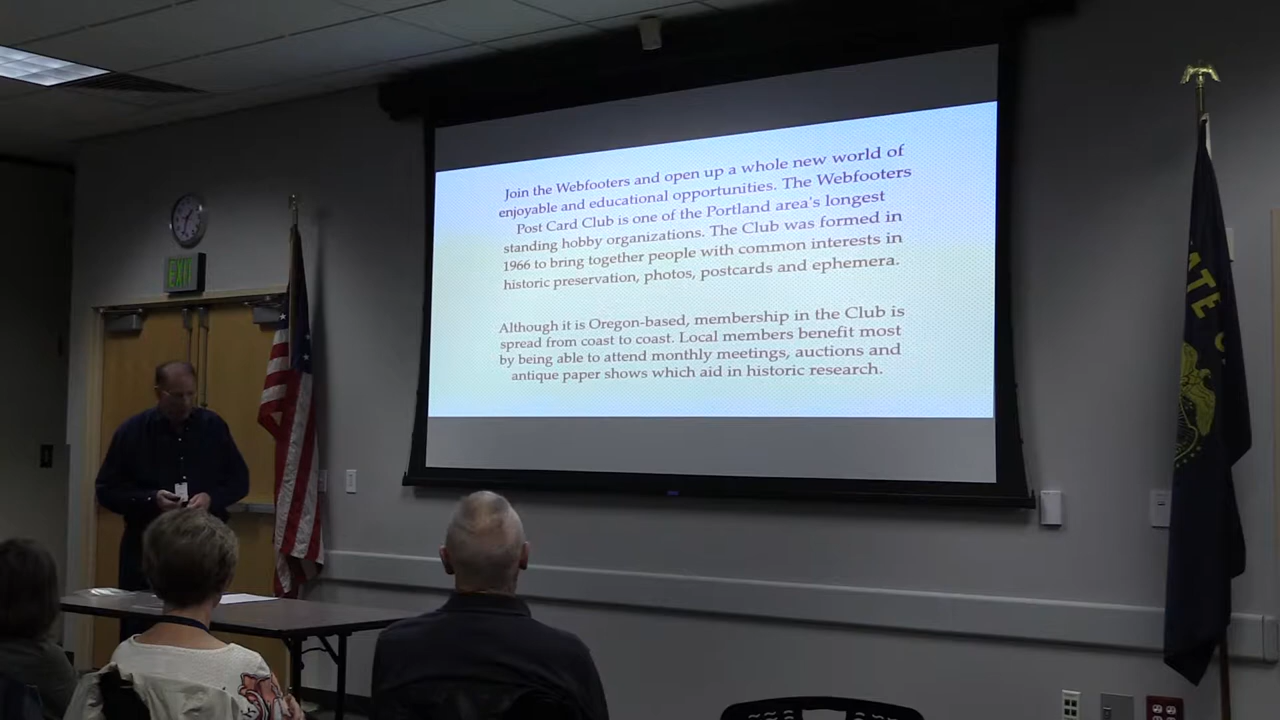 Join the Webfooters and open up a whole new world of
enjoyable and educational opportunities. The Webfooters
Post Card Club is one of the Portland area's longest
standing hobby organizations. The Club was formed in
1966 to bring together people with common interests in
historic preservation, photos, postcards and ephemera.
Although it is Oregon-based, membership in the Club is
spread from coast to coast. Local members benefit most
by being able to attend monthly meetings, auctions and
antique paper shows which aid in historic research.
EXIT
ATE